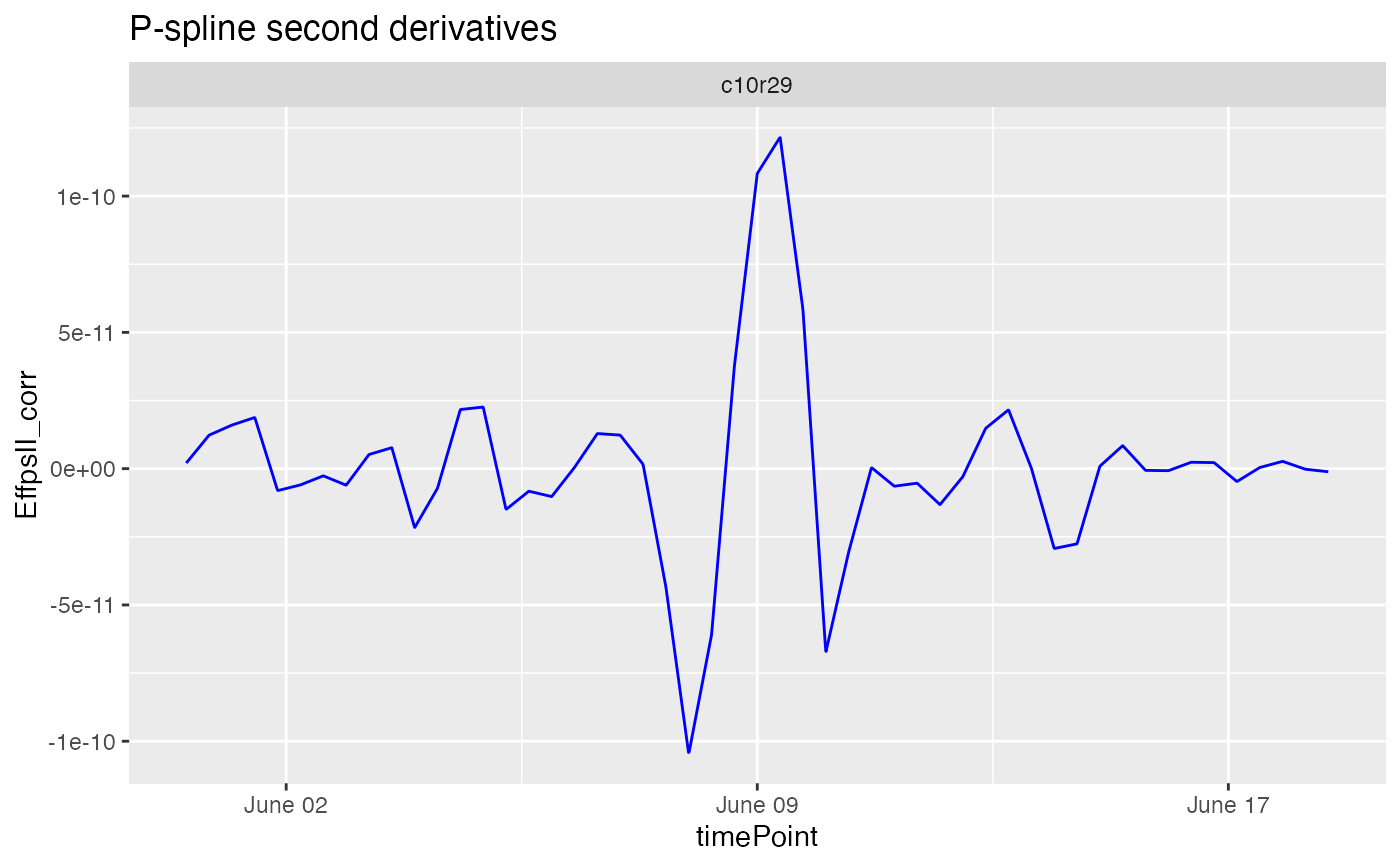 P-spline second derivatives
c10r29
EffpsII_corr
1e-10
5e-11
0e+00
-5e-11
-1e-10
June 02
June 09
June 17
timePoint